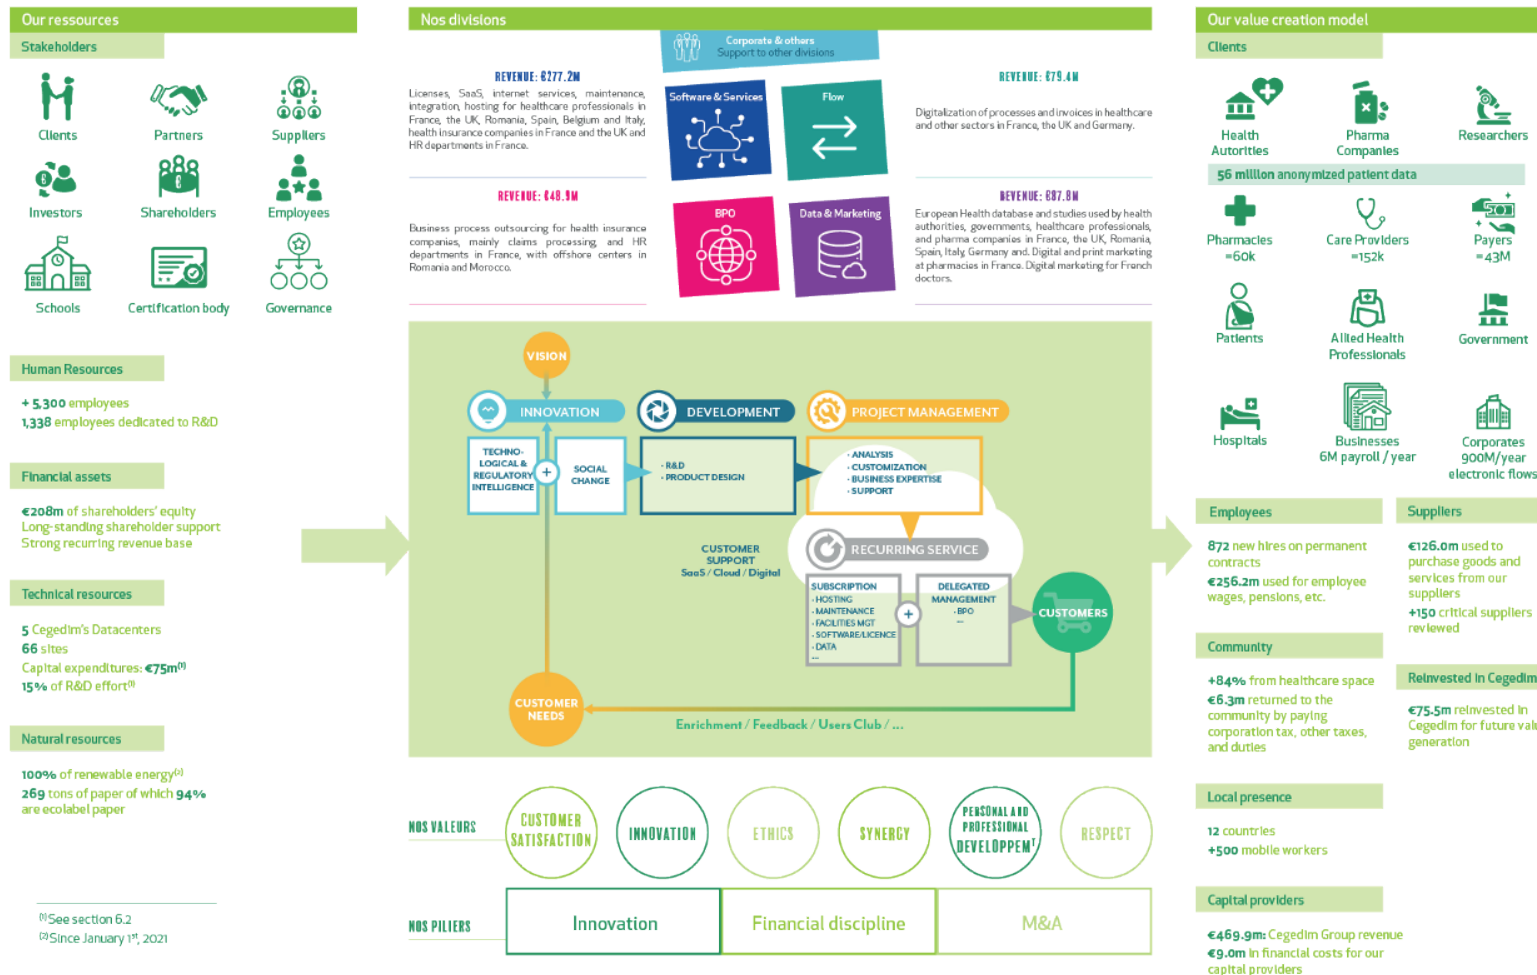 Our ressources
Stakeholders
Clients
Partners
Suppliers
Investors
Shareholders
Employees
Schools
Certification body
Governance
Human Resources
+ 5,300 employees
1,338 employees dedicated to R&D
Financial assets
€208m of shareholders' equity
Long-standing shareholder support
Strong recurring revenue base
Technical resources
5 Cegedim's Datacenters
66 sites
Capital expenditures: €75m(1)
15% of R&D effort(1)
Natural resources
100% of renewable energy(2)
269 tons of paper of which 94%
are ecolabel paper
(1) See section 6.2
(2) Since January 1st, 2021
Nos divisions
Corporate & others
Support to other divisions
REVENUE: €277.2M
Licenses, SaaS, internet services, maintenance,
integration, hosting for healthcare professionals in
France, the UK, Romania, Spain, Belgium and Italy,
health insurance companies in France and the UK and
HR departments in France.
Software & Services
Flow
REVENUE: €79.4M
Digitalization of processes and invoices in healthcare
and other sectors in France, the UK and Germany.
REVENUE: €48.9M
Business process outsourcing for health insurance
companies, mainly claims processing, and HR
departments in France, with offshore centers in
Romania and Morocco.
BPO
Data & Marketing
REVENUE: €87.8M
European Health database and studies used by health
authorities, governments, healthcare professionals,
and pharma companies in France, the UK, Romania,
Spain, Italy, Germany and. Digital and print marketing
at pharmacies in France. Digital marketing for French
doctors.
VISION
INNOVATION
DEVELOPMENT
PROJECT MANAGEMENT
TECHNO-
LOGICAL &
REGULATORY
INTELLIGENCE
+
SOCIAL
CHANGE
· R&D
· PRODUCT DESIGN
· ANALYSIS
· CUSTOMIZATION
· BUSINESS EXPERTISE
· SUPPORT
CUSTOMER
SUPPORT
SaaS / Cloud / Digital
RECURRING SERVICE
SUBSCRIPTION
· HOSTING
· MAINTENANCE
· FACILITIES MGT
· SOFTWARE/LICENCE
· DATA
...
+
DELEGATED
MANAGEMENT
· BPO
...
CUSTOMERS
CUSTOMER
NEEDS
Enrichment / Feedback / Users Club / ...
NOS VALEURS
CUSTOMER
SATISFACTION
INNOVATION
ETHICS
SYNERGY
PERSONAL AND
PROFESSIONAL
DEVELOPPEMT
RESPECT
NOS PILIERS
Innovation
Financial discipline
M&A
Our value creation model
Clients
Health
Autorities
Pharma
Companies
Researchers
56 million anonymized patient data
Pharmacies
=60k
Care Providers
=152k
Payers
=43M
Patients
Allied Health
Professionals
Government
Hospitals
Businesses
6M payroll / year
Corporates
900M/year
electronic flows
Employees
872 new hires on permanent
contracts
€256.2m used for employee
wages, pensions, etc.
Suppliers
€126.0m used to
purchase goods and
services from our
suppliers
+150 critical suppliers
reviewed
Community
+84% from healthcare space
€6.3m returned to the
community by paying
corporation tax, other taxes,
and duties
Reinvested in Cegedim
€75.5m reinvested in
Cegedim for future valu
generation
Local presence
12 countries
+500 mobile workers
Capital providers
€469.9m: Cegedim Group revenue
€9.0m in financial costs for our
capital providers